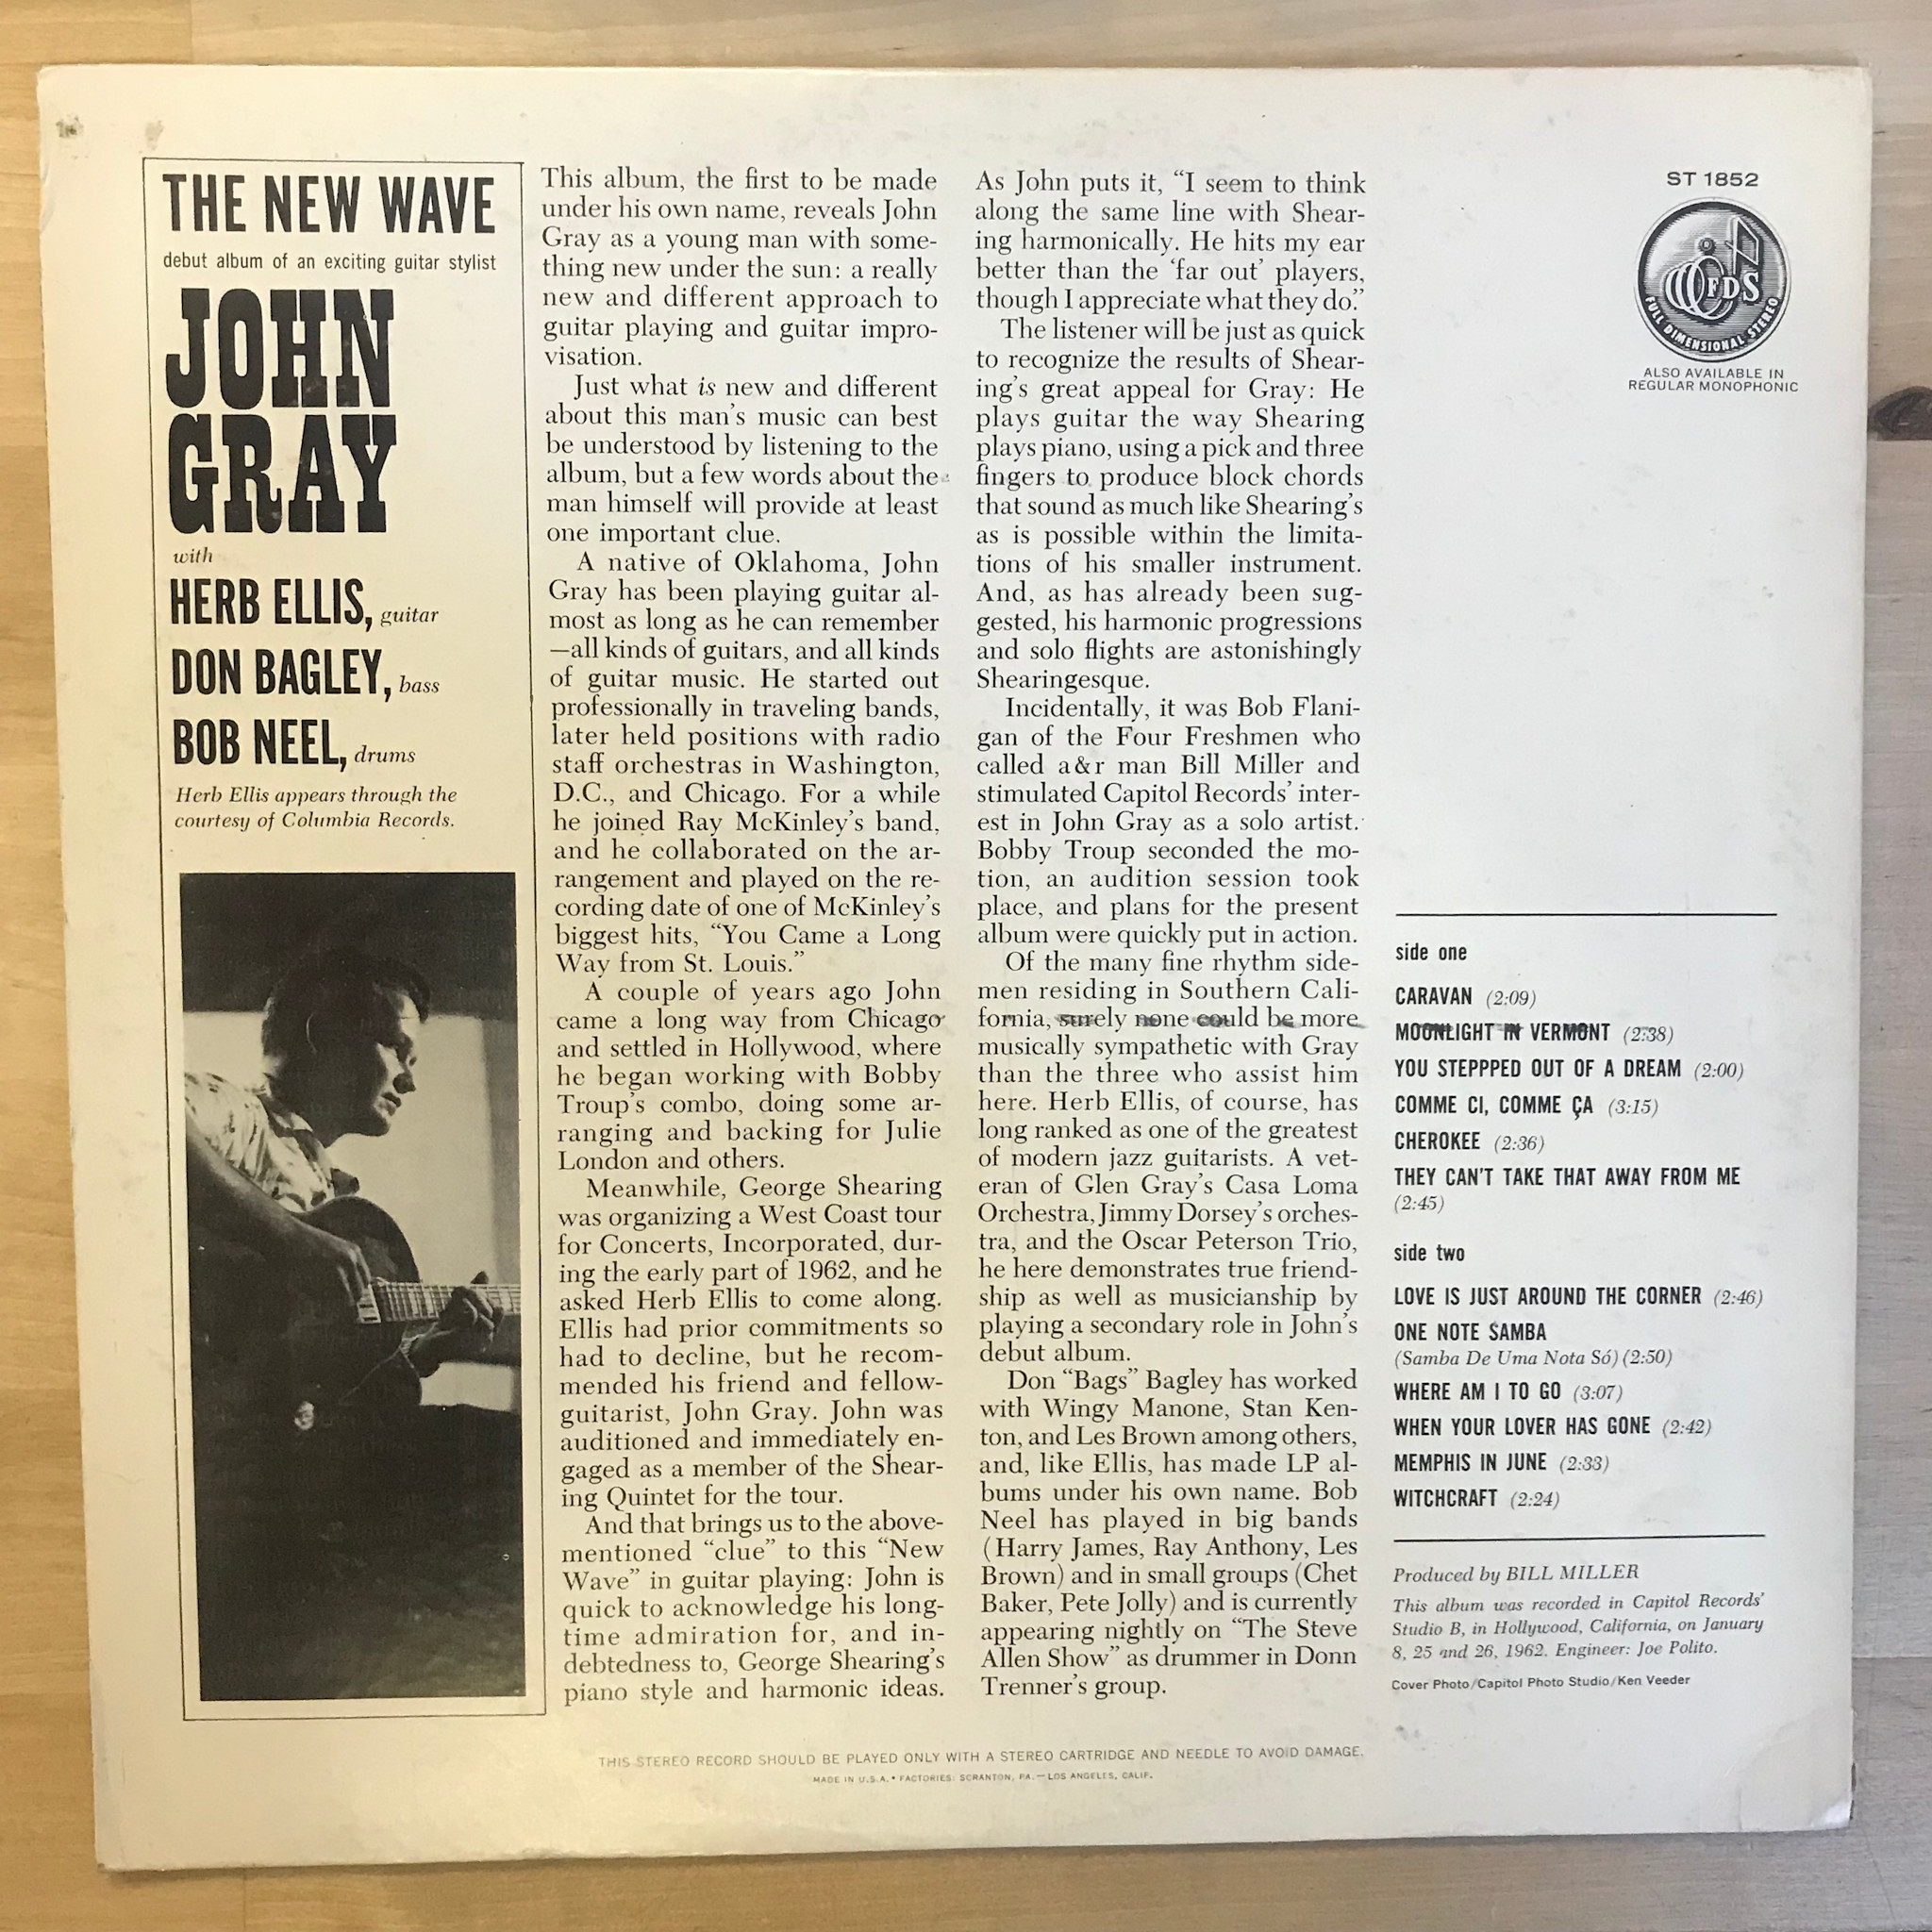 THE NEW WAVE
debut album of an exciting guitar stylist
JOHN
GRAY
with
HERB ELLIS, guitar
DON BAGLEY, bass
BOB NEEL, drums
Herb Ellis appears through the
courtesy of Columbia Records.
This album, the first to be made
under his own name, reveals John
Gray as a young man with some-
thing new under the sun: a really
new and different approach to
guitar playing and guitar impro-
visation.
Just what is new and different
about this man's music can best
be understood by listening to the
album, but a few words about the
man himself will provide at least
one important clue.
A native of Oklahoma, John
Gray has been playing guitar al-
most as long as he can remember
—all kinds of guitars, and all kinds
of guitar music. He started out
professionally in traveling bands,
later held positions with radio
staff orchestras in Washington,
D.C., and Chicago. For a while
he joined Ray McKinley's band,
and he collaborated on the ar-
rangement and played on the re-
cording date of one of McKinley's
biggest hits, “You Came a Long
Way from St. Louis.”
A couple of years ago John
came a long way from Chicago
and settled in Hollywood, where
he began working with Bobby
Troup's combo, doing some ar-
ranging and backing for Julie
London and others.
Meanwhile, George Shearing
was organizing a West Coast tour
for Concerts, Incorporated, dur-
ing the early part of 1962, and he
asked Herb Ellis to come along.
Ellis had prior commitments so
had to decline, but he recom-
mended his friend and fellow-
guitarist, John Gray. John was
auditioned and immediately en-
gaged as a member of the Shear-
ing Quintet for the tour.
And that brings us to the above-
mentioned “clue” to this “New
Wave” in guitar playing: John is
quick to acknowledge his long-
time admiration for, and in-
debtedness to, George Shearing's
piano style and harmonic ideas.
As John puts it, “I seem to think
along the same line with Shear-
ing harmonically. He hits my ear
better than the ‘far out’ players,
though I appreciate what they do.”
The listener will be just as quick
to recognize the results of Shear-
ing's great appeal for Gray: He
plays guitar the way Shearing
plays piano, using a pick and three
fingers to produce block chords
that sound as much like Shearing's
as is possible within the limita-
tions of his smaller instrument.
And, as has already been sug-
gested, his harmonic progressions
and solo flights are astonishingly
Shearingesque.
Incidentally, it was Bob Flani-
gan of the Four Freshmen who
called a&r man Bill Miller and
stimulated Capitol Records' inter-
est in John Gray as a solo artist.
Bobby Troup seconded the mo-
tion, an audition session took
place, and plans for the present
album were quickly put in action.
Of the many fine rhythm side-
men residing in Southern Cali-
fornia, surely none could be more
musically sympathetic with Gray
than the three who assist him
here. Herb Ellis, of course, has
long ranked as one of the greatest
of modern jazz guitarists. A vet-
eran of Glen Gray's Casa Loma
Orchestra, Jimmy Dorsey's orches-
tra, and the Oscar Peterson Trio,
he here demonstrates true friend-
ship as well as musicianship by
playing a secondary role in John's
debut album.
Don “Bags” Bagley has worked
with Wingy Manone, Stan Ken-
ton, and Les Brown among others,
and, like Ellis, has made LP al-
bums under his own name. Bob
Neel has played in big bands
(Harry James, Ray Anthony, Les
Brown) and in small groups (Chet
Baker, Pete Jolly) and is currently
appearing nightly on “The Steve
Allen Show” as drummer in Donn
Trenner's group.
ST 1852
FDS
FULL DIMENSIONAL STEREO
ALSO AVAILABLE IN
REGULAR MONOPHONIC
side one
CARAVAN (2:09)
MOONLIGHT IN VERMONT (2:38)
YOU STEPPPED OUT OF A DREAM (2:00)
COMME CI, COMME ÇA (3:15)
CHEROKEE (2:36)
THEY CAN'T TAKE THAT AWAY FROM ME
(2:45)
side two
LOVE IS JUST AROUND THE CORNER (2:46)
ONE NOTE SAMBA
(Samba De Uma Nota Só) (2:50)
WHERE AM I TO GO (3:07)
WHEN YOUR LOVER HAS GONE (2:42)
MEMPHIS IN JUNE (2:33)
WITCHCRAFT (2:24)
Produced by BILL MILLER
This album was recorded in Capitol Records'
Studio B, in Hollywood, California, on January
8, 25 and 26, 1962. Engineer: Joe Polito.
Cover Photo/Capitol Photo Studio/Ken Veeder
THIS STEREO RECORD SHOULD BE PLAYED ONLY WITH A STEREO CARTRIDGE AND NEEDLE TO AVOID DAMAGE.
MADE IN U.S.A. • FACTORIES: SCRANTON, PA.—LOS ANGELES, CALIF.